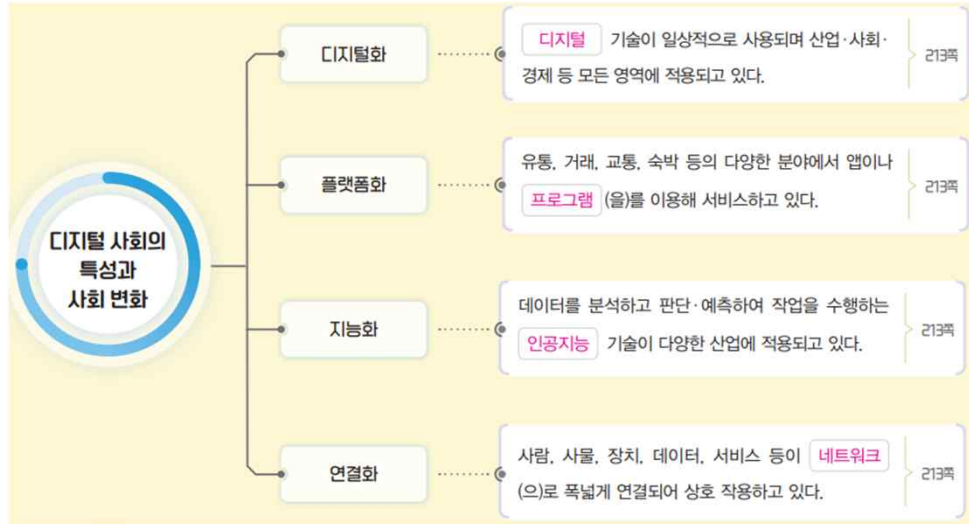 디지털 사회의
특성과
사회 변화
디지털화
디지털 기술이 일상적으로 사용되며 산업·사회·
경제 등 모든 영역에 적용되고 있다.
213쪽
플랫폼화
유통, 거래, 교통, 숙박 등의 다양한 분야에서 앱이나
프로그램 (을)를 이용해 서비스하고 있다.
213쪽
지능화
데이터를 분석하고 판단·예측하여 작업을 수행하는
인공지능 기술이 다양한 산업에 적용되고 있다.
213쪽
연결화
사람, 사물, 장치, 데이터, 서비스 등이 네트워크
(으)로 폭넓게 연결되어 상호 작용하고 있다.
213쪽